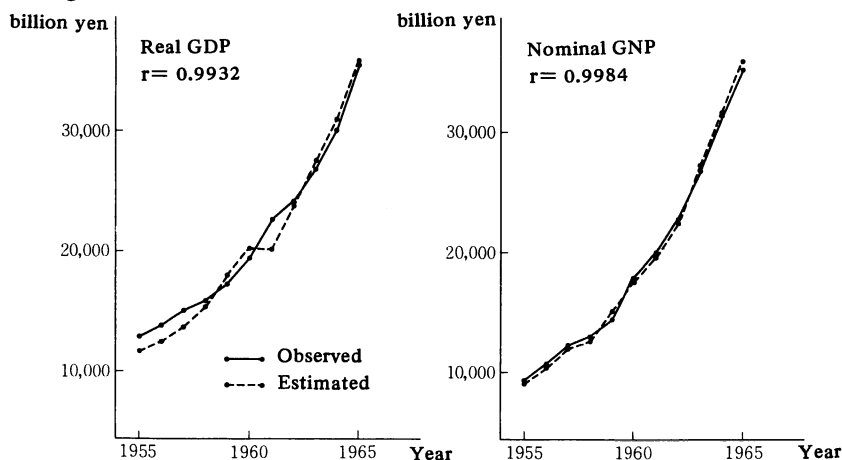 billion yen
Real GDP
r= 0.9932
30,000
20,000
10,000
Observed
Estimated
1955
1960
1965
Year
billion yen
Nominal GNP
r= 0.9984
30,000
20,000
10,000
1955
1960
1965
Year